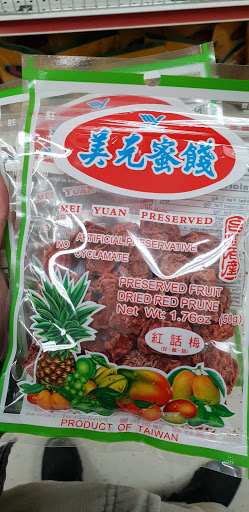 美元蜜餞
MEI YUAN PRESERVED
NO ARTIFICIAL PRESERVATIVE
CYCLAMATE
PRESERVED FRUIT
DRIED RED PRUNE
Net Wt: 1.76oz (50g)
紅話梅
PRODUCT OF TAIWAN